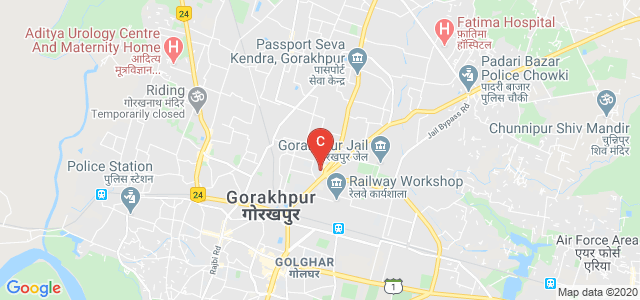 Aditya Urology Centre
And Maternity Home
आदित्य
मूत्रविज्ञान...
Fatima Hospital
फ़ातिमा
हॉस्पिटल
Passport Seva
Kendra, Gorakhpur
पासपोर्ट
सेवा केन्द्र
Padari Bazar
Police Chowki
पादरी बाजार
पुलिस चौकी
Riding
गोरखनाथ मंदिर
Temporarily closed
24
Jail Bypass Rd
Chunnipur Shiv Mandir
चुन्निपुर
शिव मंदिर
C
Jail
जेल
Police Station
पुलिस स्टेशन
Railway Workshop
रेलवे कार्यशाला
24
Gorakhpur
गोरखपुर
Rajbi Rd
GOLGHAR
गोलघर
Air Force Area
एयर फोर्स
एरिया
1
Google
Map data ©2020